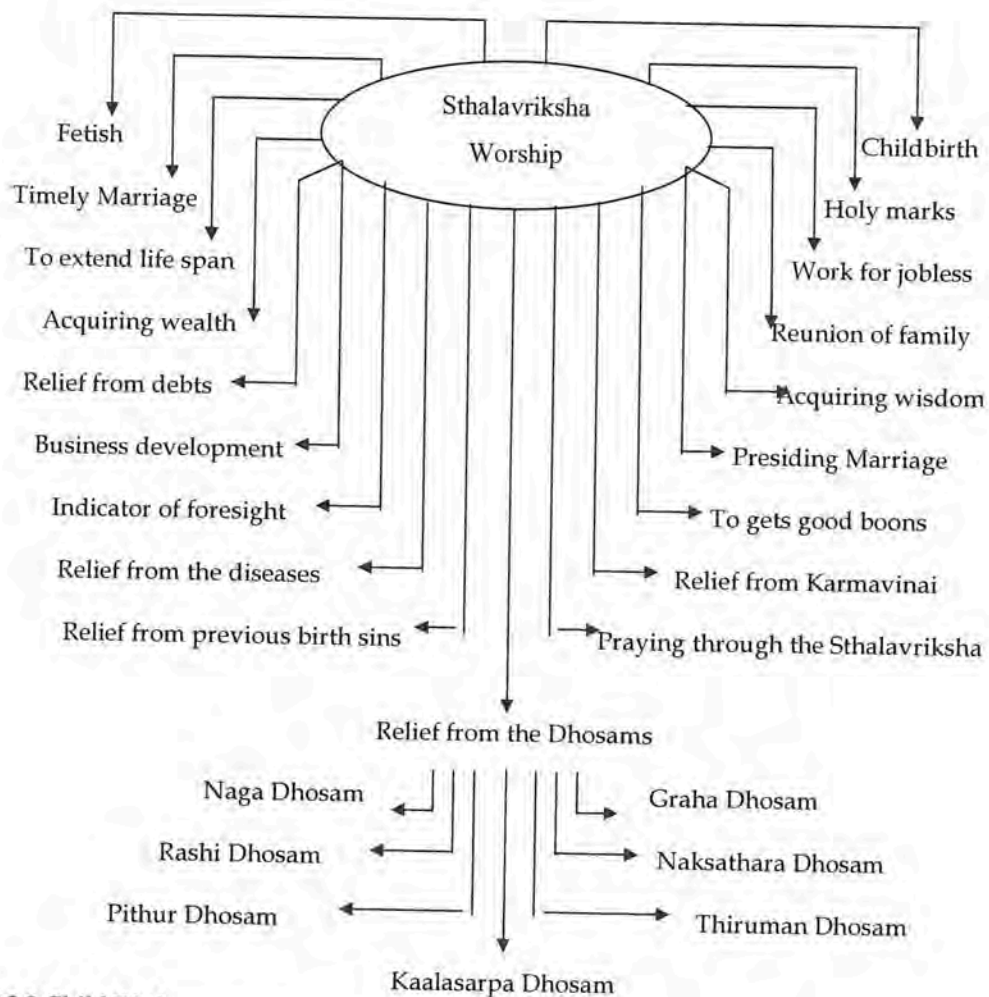 Sthalavriksha
Worship
Fetish
Childbirth
Timely Marriage
Holy marks
To extend life span
Work for jobless
Acquiring wealth
Reunion of family
Relief from debts
Acquiring wisdom
Business development
Presiding Marriage
Indicator of foresight
To gets good boons
Relief from the diseases
Relief from Karmavinai
Relief from previous birth sins
Praying through the Sthalavriksha
Relief from the Dhosams
Naga Dhosam
Graha Dhosam
Rashi Dhosam
Naksathara Dhosam
Pithur Dhosam
Thiruman Dhosam
Kaalasarpa Dhosam